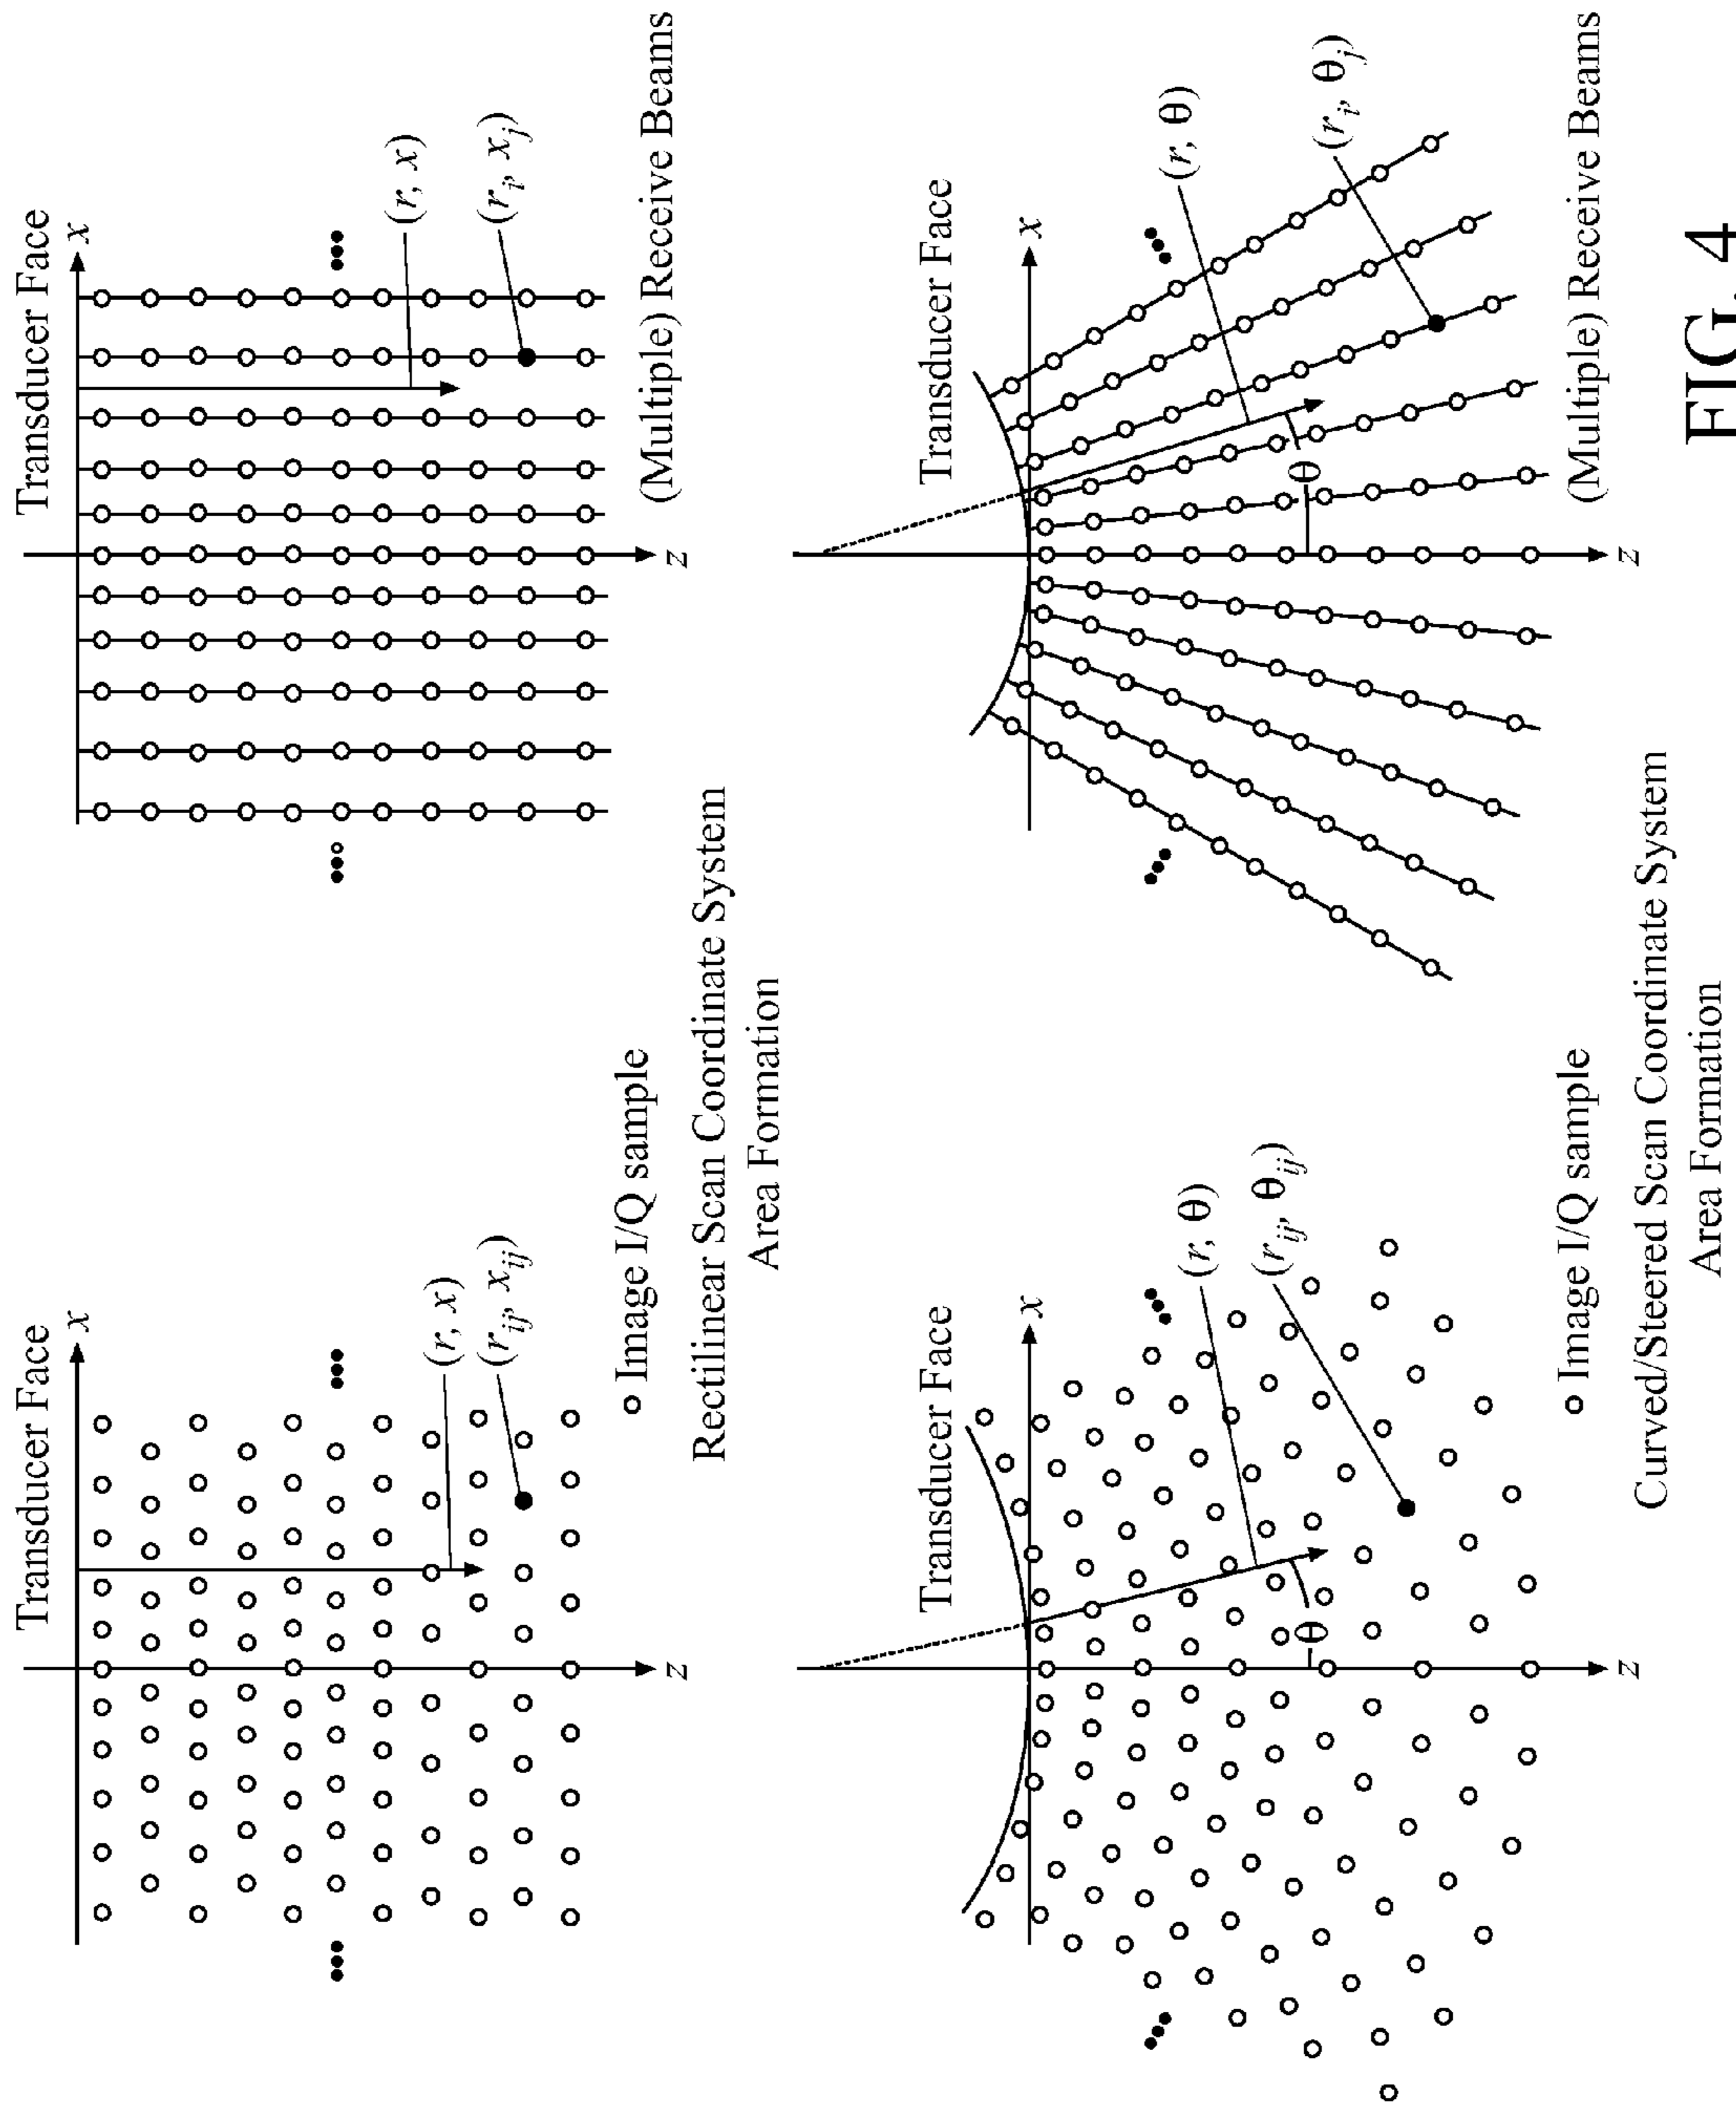 Transducer Face
x
(r, x)
(r_ij, x_ij)
z
Image I/Q sample
Transducer Face
x
(r, x)
(r_i, x_j)
z
(Multiple) Receive Beams
Rectilinear Scan Coordinate System
Area Formation
Transducer Face
x
(r, θ)
(r_ij, θ_ij)
θ
z
Image I/Q sample
Transducer Face
x
(r, θ)
(r_i, θ_j)
θ
z
(Multiple) Receive Beams
Curved/Steered Scan Coordinate System
Area Formation
FIG. 4